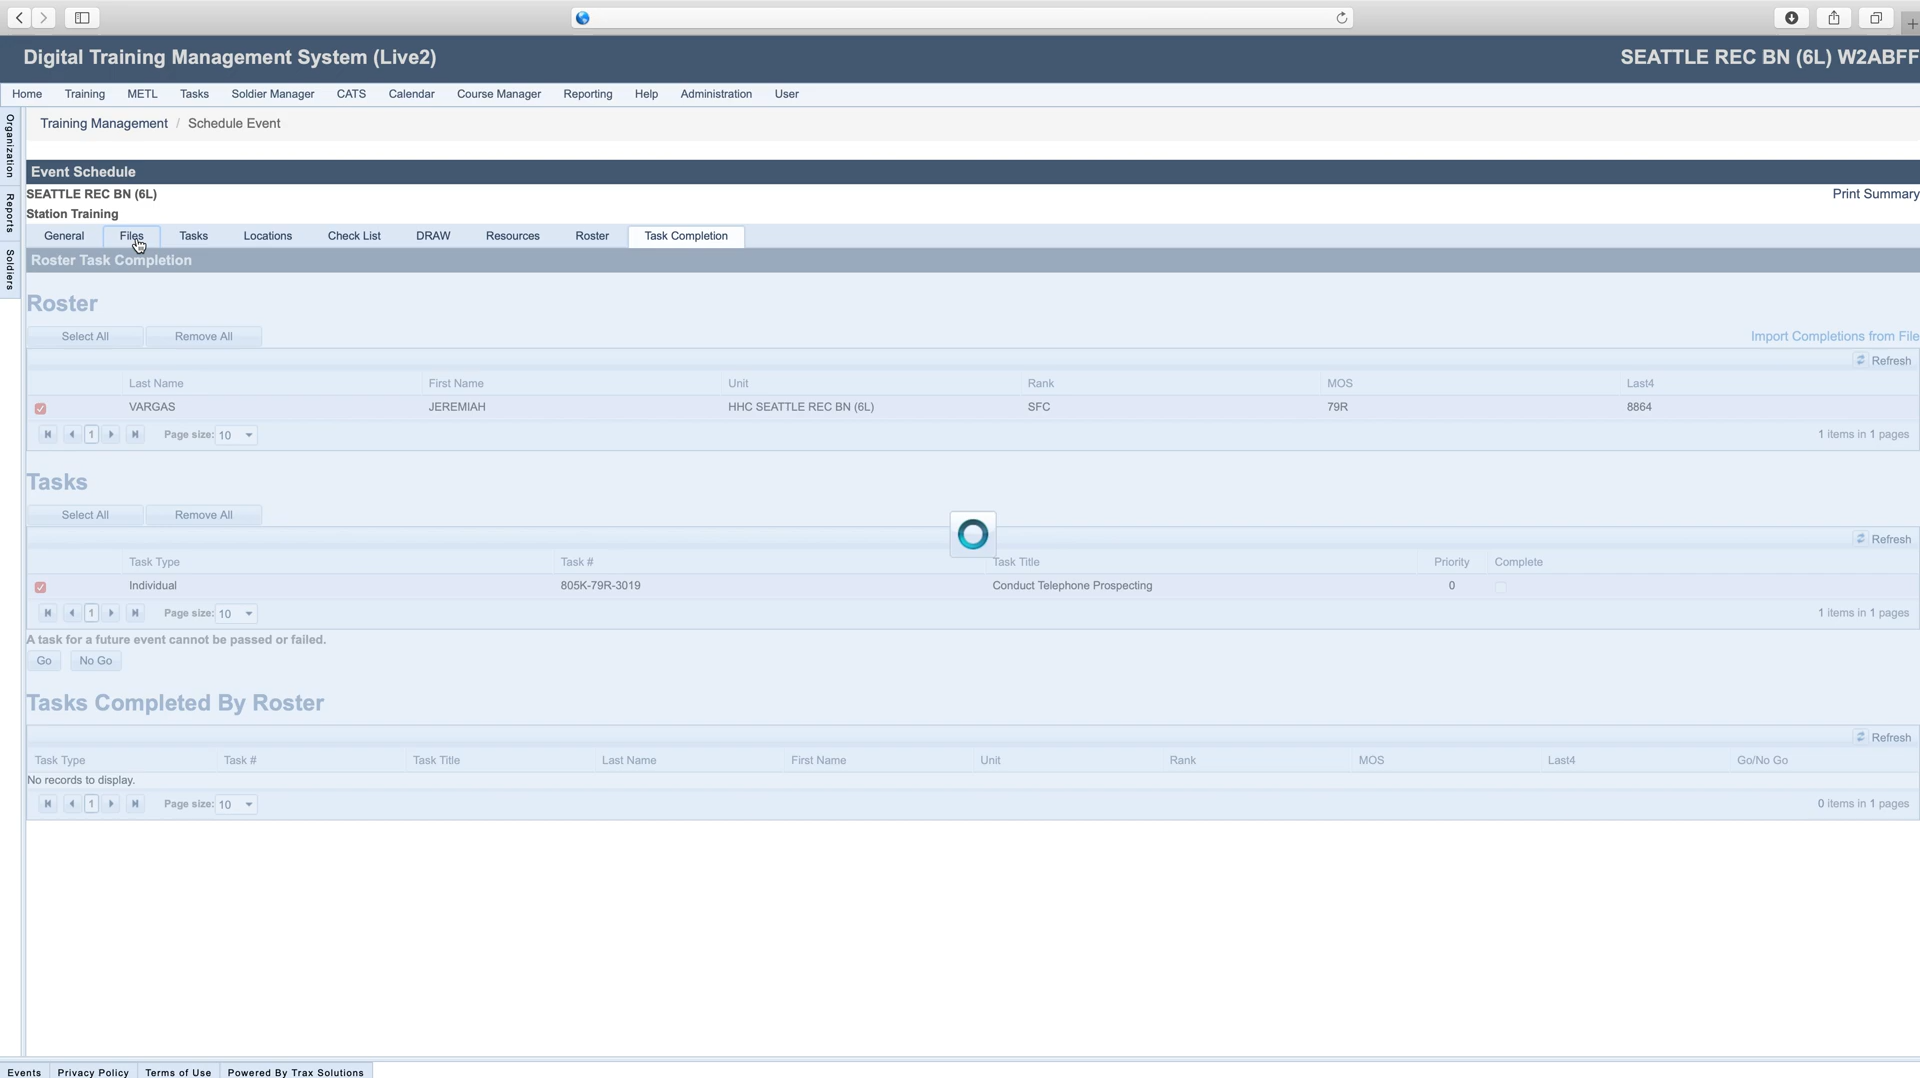 Digital Training Management System (Live2) SEATTLE REC BN (6L) W2ABFF
Home Training METL Tasks Soldier Manager CATS Calendar Course Manager Reporting Help Administration User
Organization
Reports
Soldiers
Training Management / Schedule Event
Event Schedule
SEATTLE REC BN (6L) Print Summary
Station Training
General Files Tasks Locations Check List DRAW Resources Roster Task Completion
Roster Task Completion
Roster
Select All Remove All Import Completions from File
Refresh
Last Name First Name Unit Rank MOS Last4
VARGAS JEREMIAH HHC SEATTLE REC BN (6L) SFC 79R 8864
1 Page size: 10 1 items in 1 pages
Tasks
Select All Remove All
Refresh
Task Type Task # Task Title Priority Complete
Individual 805K-79R-3019 Conduct Telephone Prospecting 0
1 Page size: 10 1 items in 1 pages
A task for a future event cannot be passed or failed.
Go No Go
Tasks Completed By Roster
Refresh
Task Type Task # Task Title Last Name First Name Unit Rank MOS Last4 Go/No Go
No records to display.
1 Page size: 10 0 items in 1 pages
Events Privacy Policy Terms of Use Powered By Trax Solutions